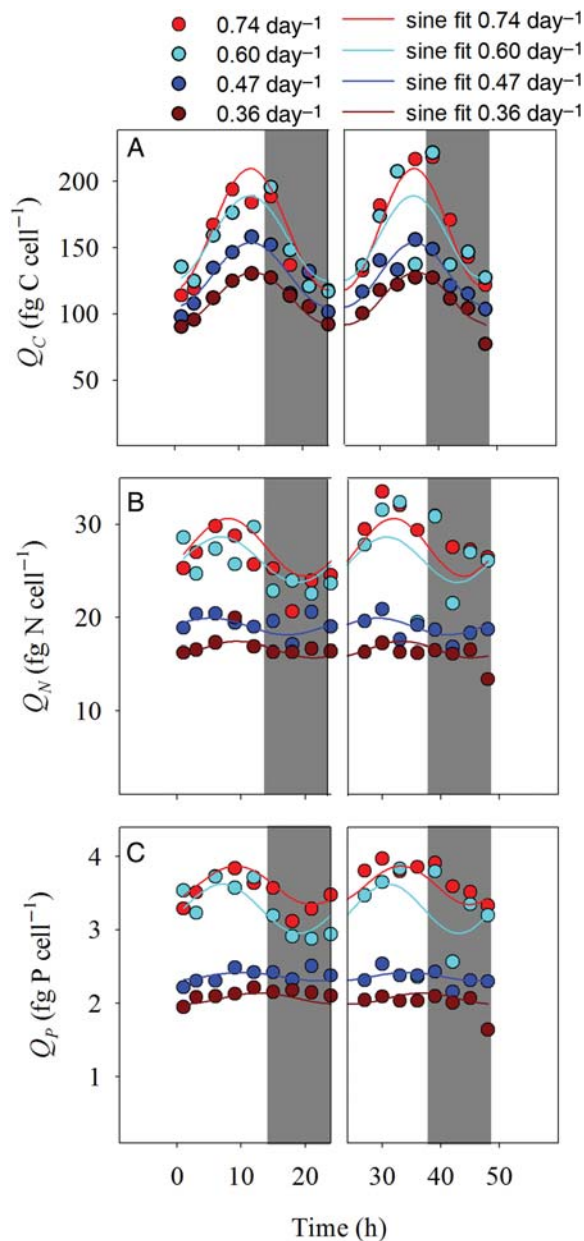 0.74 day⁻¹ sine fit 0.74 day⁻¹
0.60 day⁻¹ sine fit 0.60 day⁻¹
0.47 day⁻¹ sine fit 0.47 day⁻¹
0.36 day⁻¹ sine fit 0.36 day⁻¹
A
200
150
100
50
Q_C (fg C cell⁻¹)
B
30
20
10
Q_N (fg N cell⁻¹)
C
4
3
2
1
Q_P (fg P cell⁻¹)
0 10 20 30 40 50
Time (h)